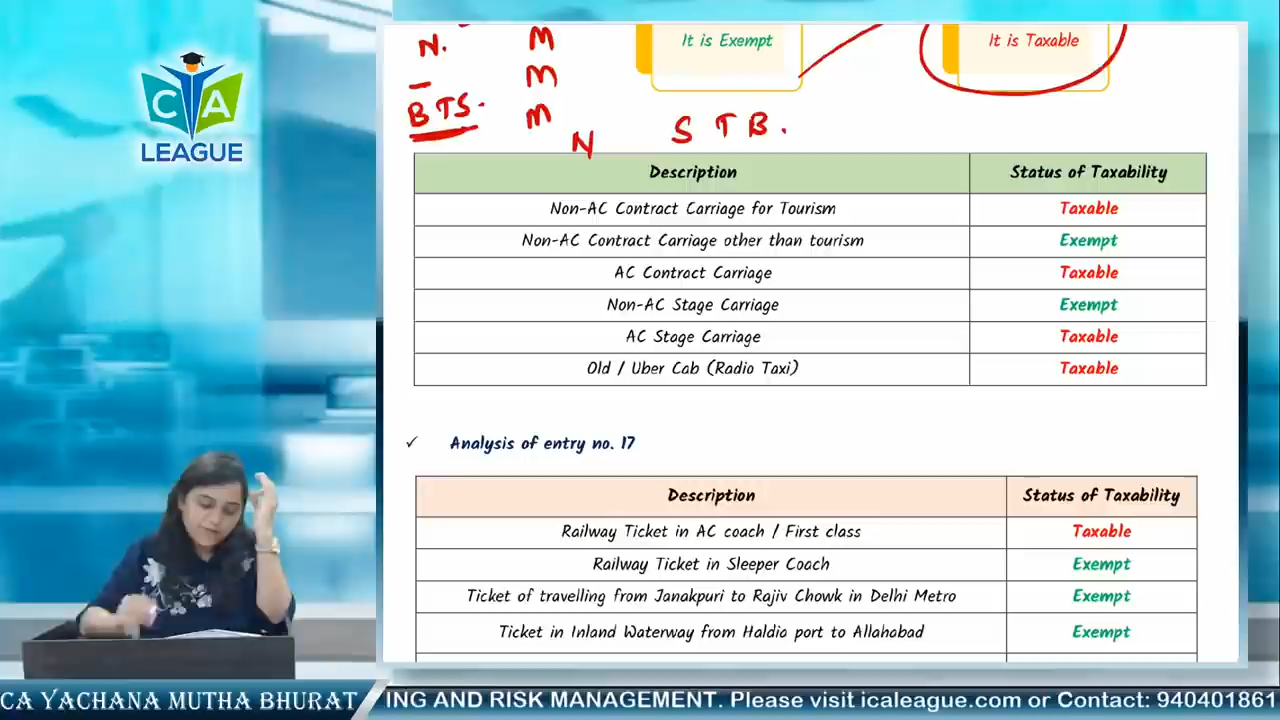 CA
LEAGUE
N.
M
M
BTS.
M
N
S T B.
It is Exempt
It is Taxable
Description Status of Taxability
Non-AC Contract Carriage for Tourism Taxable
Non-AC Contract Carriage other than tourism Exempt
AC Contract Carriage Taxable
Non-AC Stage Carriage Exempt
AC Stage Carriage Taxable
Old / Uber Cab (Radio Taxi) Taxable
✓ Analysis of entry no. 17
Description Status of Taxability
Railway Ticket in AC coach / First class Taxable
Railway Ticket in Sleeper Coach Exempt
Ticket of travelling from Janakpuri to Rajiv Chowk in Delhi Metro Exempt
Ticket in Inland Waterway from Haldia port to Allahabad Exempt
CA YACHANA MUTHA BHURAT
ING AND RISK MANAGEMENT. Please visit icaleague.com or Contact: 940401861